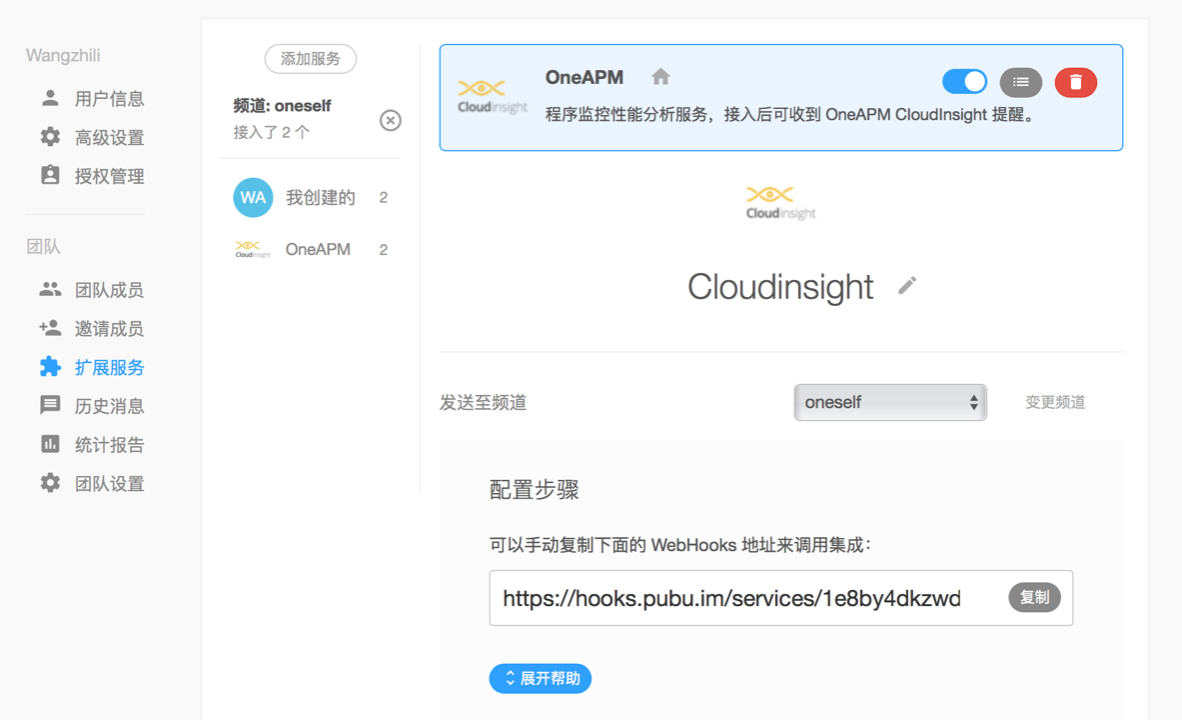 Wangzhili
用户信息
高级设置
授权管理
团队
团队成员
邀请成员
扩展服务
历史消息
统计报告
团队设置
添加服务
频道: oneself
接入了 2 个
WA 我创建的 2
Cloudinsight OneAPM 2
Cloudinsight
OneAPM
程序监控性能分析服务，接入后可收到 OneAPM CloudInsight 提醒。
Cloudinsight
Cloudinsight
发送至频道 oneself 变更频道
配置步骤
可以手动复制下面的 WebHooks 地址来调用集成：
https://hooks.pubu.im/services/1e8by4dkzwd 复制
展开帮助